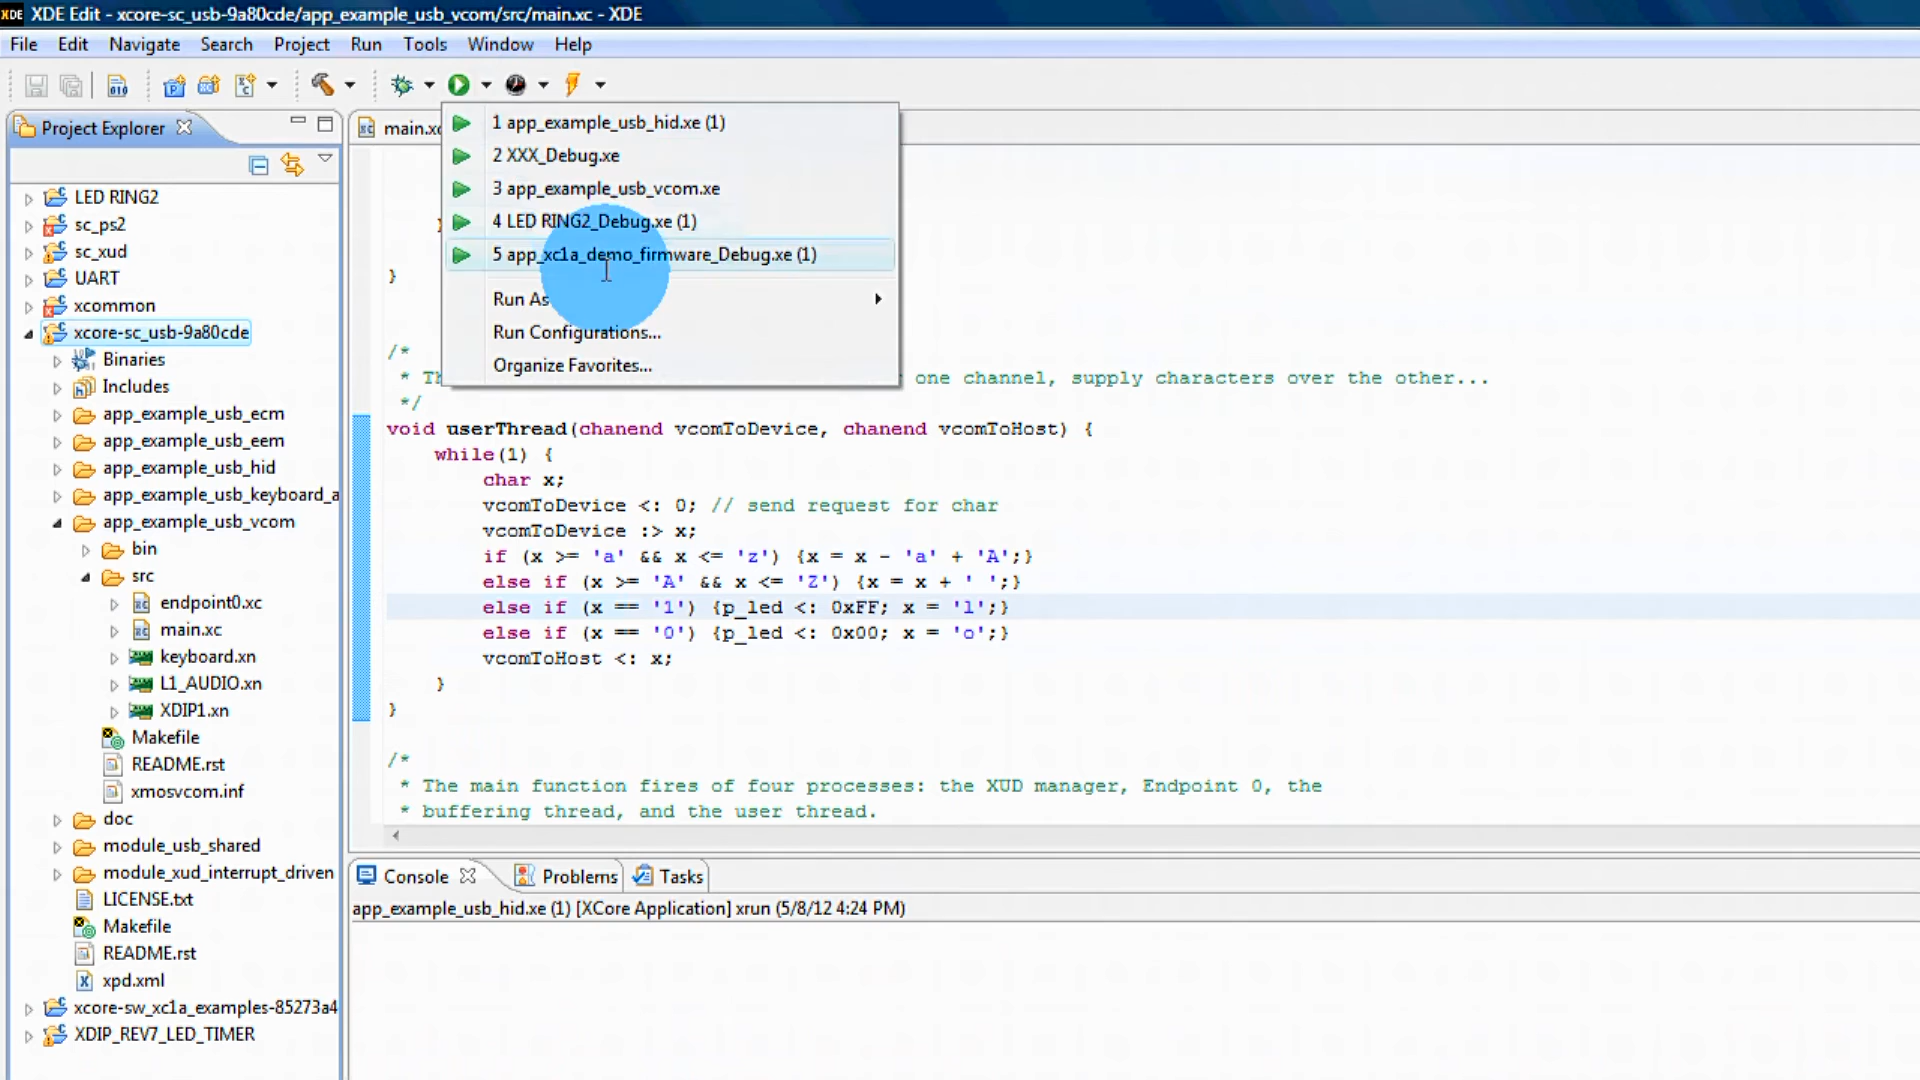 XDE XDE Edit - xcore-sc_usb-9a80cde/app_example_usb_vcom/src/main.xc - XDE
File Edit Navigate Search Project Run Tools Window Help
Project Explorer
LED RING2
sc_ps2
sc_xud
UART
xcommon
xcore-sc_usb-9a80cde
Binaries
Includes
app_example_usb_ecm
app_example_usb_eem
app_example_usb_hid
app_example_usb_keyboard_a
app_example_usb_vcom
bin
src
endpoint0.xc
main.xc
keyboard.xn
L1_AUDIO.xn
XDIP1.xn
Makefile
README.rst
xmosvcom.inf
doc
module_usb_shared
module_xud_interrupt_driven
LICENSE.txt
Makefile
README.rst
xpd.xml
xcore-sw_xc1a_examples-85273a4
XDIP_REV7_LED_TIMER
main.xc
1 app_example_usb_hid.xe (1)
2 XXX_Debug.xe
3 app_example_usb_vcom.xe
4 LED RING2_Debug.xe (1)
5 app_xc1a_demo_firmware_Debug.xe (1)
Run As
Run Configurations...
Organize Favorites...
}
}
/*
* Th one channel, supply characters over the other...
*/
void userThread(chanend vcomToDevice, chanend vcomToHost) {
while(1) {
char x;
vcomToDevice <: 0; // send request for char
vcomToDevice :> x;
if (x >= 'a' && x <= 'z') {x = x - 'a' + 'A';}
else if (x >= 'A' && x <= 'Z') {x = x + ' ';}
else if (x == '1') {p_led <: 0xFF; x = 'l';}
else if (x == '0') {p_led <: 0x00; x = 'o';}
vcomToHost <: x;
}
}
/*
* The main function fires of four processes: the XUD manager, Endpoint 0, the
* buffering thread, and the user thread.
Console Problems Tasks
app_example_usb_hid.xe (1) [XCore Application] xrun (5/8/12 4:24 PM)